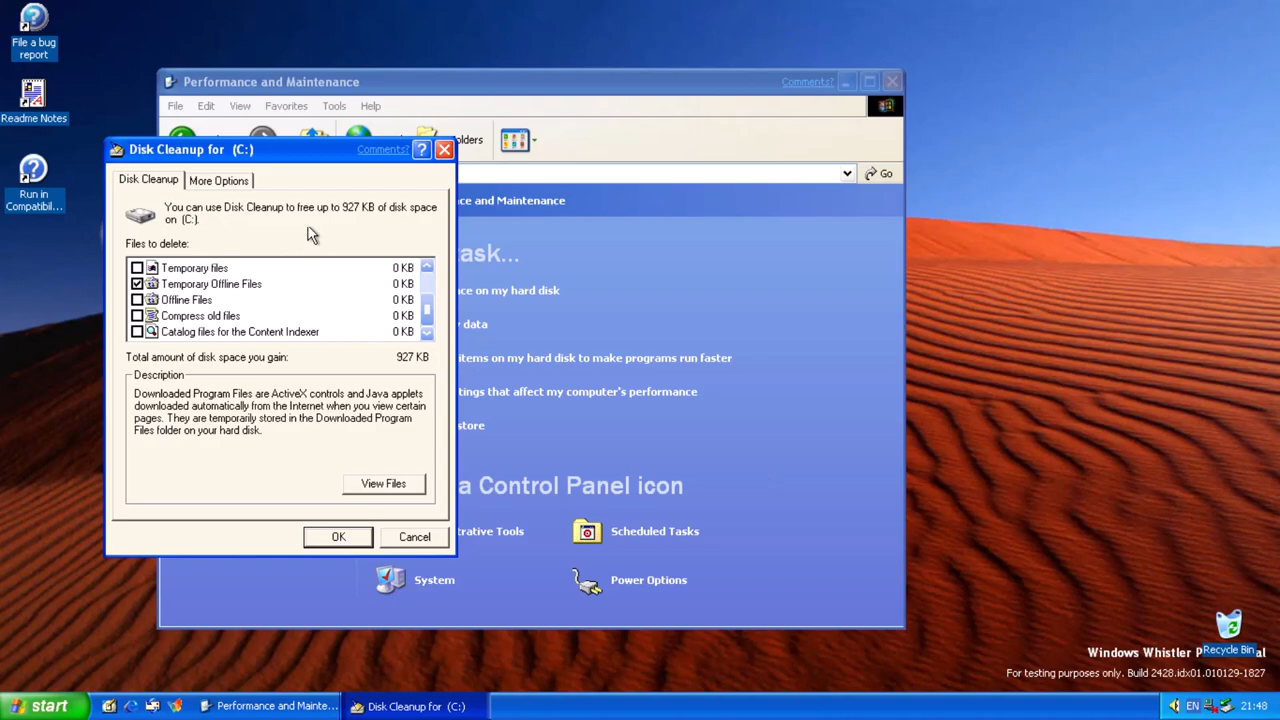 File a bug
report
Readme Notes
Run in
Compatibil...
Performance and Maintenance
Comments?
File Edit View Favorites Tools Help
Go
Disk Cleanup for (C:)
Comments?
Disk Cleanup
More Options
You can use Disk Cleanup to free up to 927 KB of disk space
on (C:).
Files to delete:
Temporary files 0 KB
Temporary Offline Files 0 KB
Offline Files 0 KB
Compress old files 0 KB
Catalog files for the Content Indexer 0 KB
Total amount of disk space you gain: 927 KB
Description
Downloaded Program Files are ActiveX controls and Java applets
downloaded automatically from the Internet when you view certain
pages. They are temporarily stored in the Downloaded Program
Files folder on your hard disk.
View Files
OK
Cancel
olders
ce and Maintenance
ask...
ce on my hard disk
data
items on my hard disk to make programs run faster
tings that affect my computer's performance
store
a Control Panel icon
trative Tools
Scheduled Tasks
System
Power Options
Recycle Bin
Windows Whistler P al
For testing purposes only. Build 2428.idx01.010129-1827
start
Performance and Mainte...
Disk Cleanup for (C:)
EN
21:48